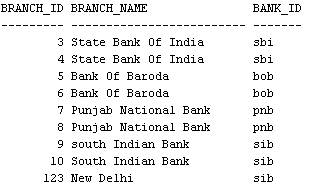 BRANCH_ID BRANCH_NAME BANK_ID
--------- ------------------------- -------
3 State Bank Of India sbi
4 State Bank Of India sbi
5 Bank Of Baroda bob
6 Bank Of Baroda bob
7 Punjab National Bank pnb
8 Punjab National Bank pnb
9 south Indian Bank sib
10 South Indian Bank sib
123 New Delhi sib